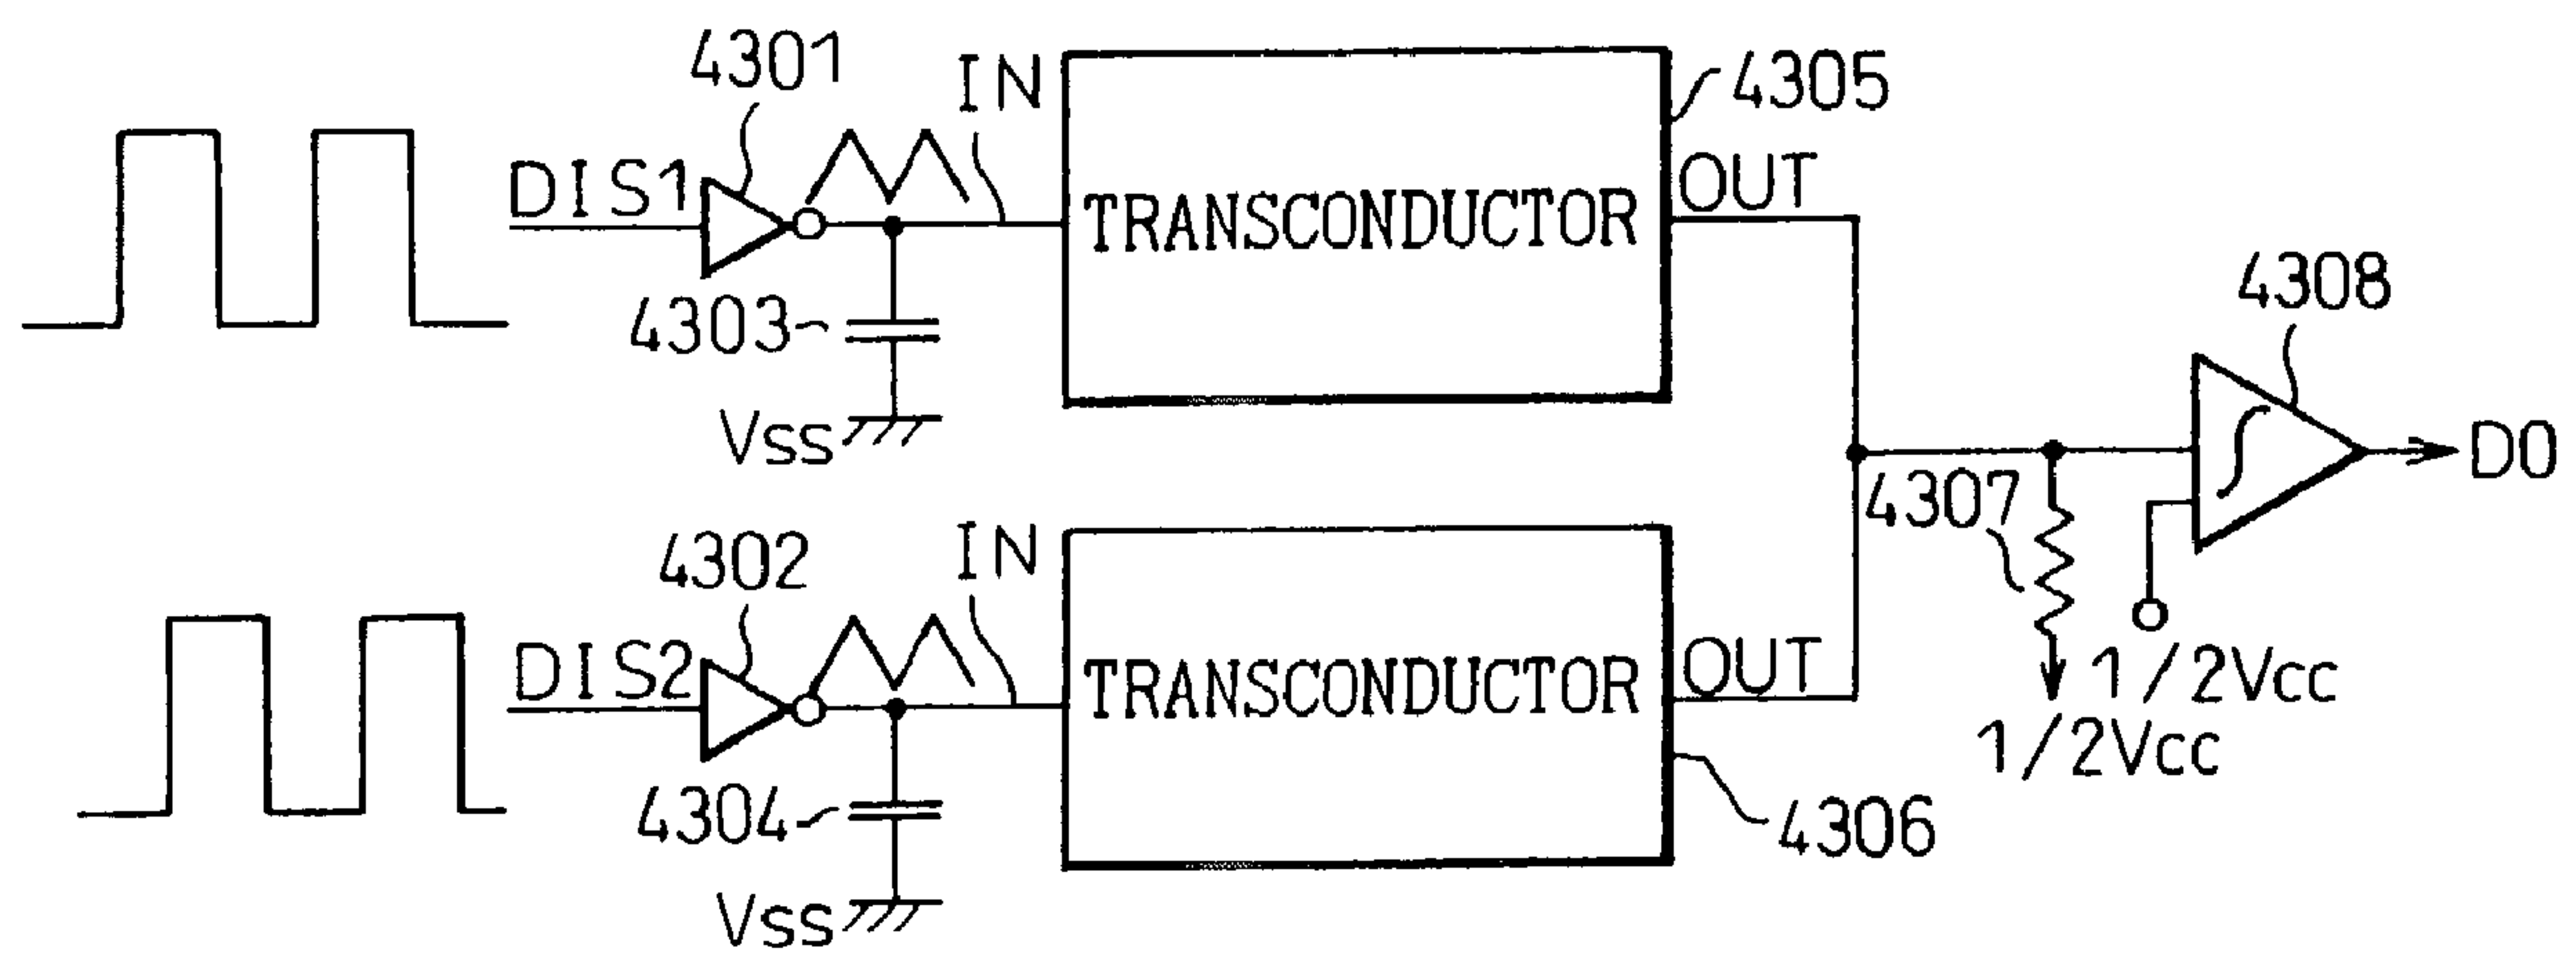 4301
IN
4305
DIS1
TRANSCONDUCTOR
OUT
4303
Vss
4308
DO
4307
1/2Vcc
1/2Vcc
4302
IN
DIS2
TRANSCONDUCTOR
OUT
4304
Vss
4306